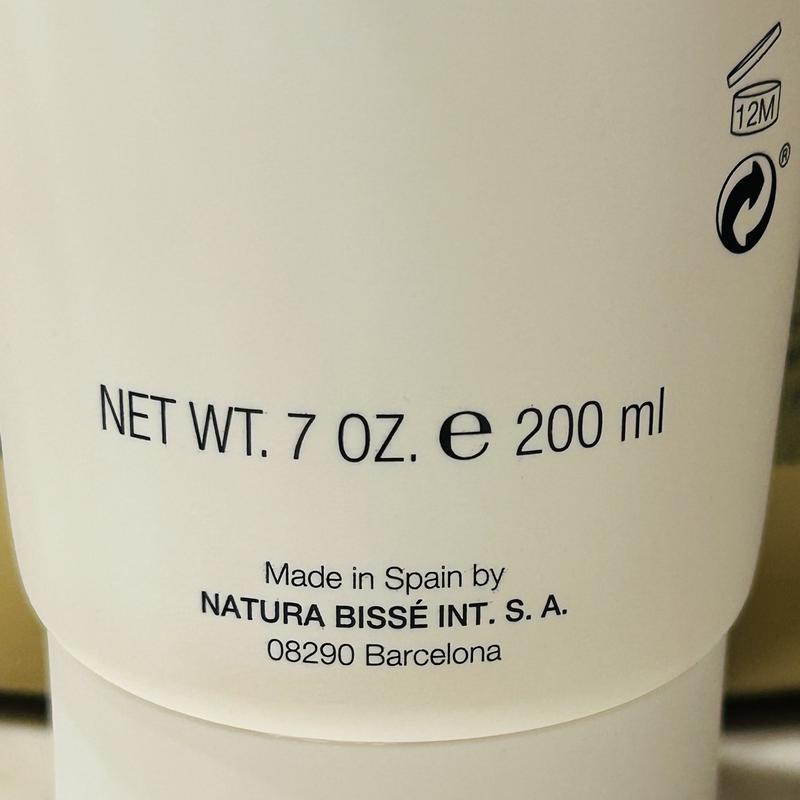 12M
®
NET WT. 7 OZ. ℮ 200 ml
Made in Spain by
NATURA BISSÉ INT. S. A.
08290 Barcelona